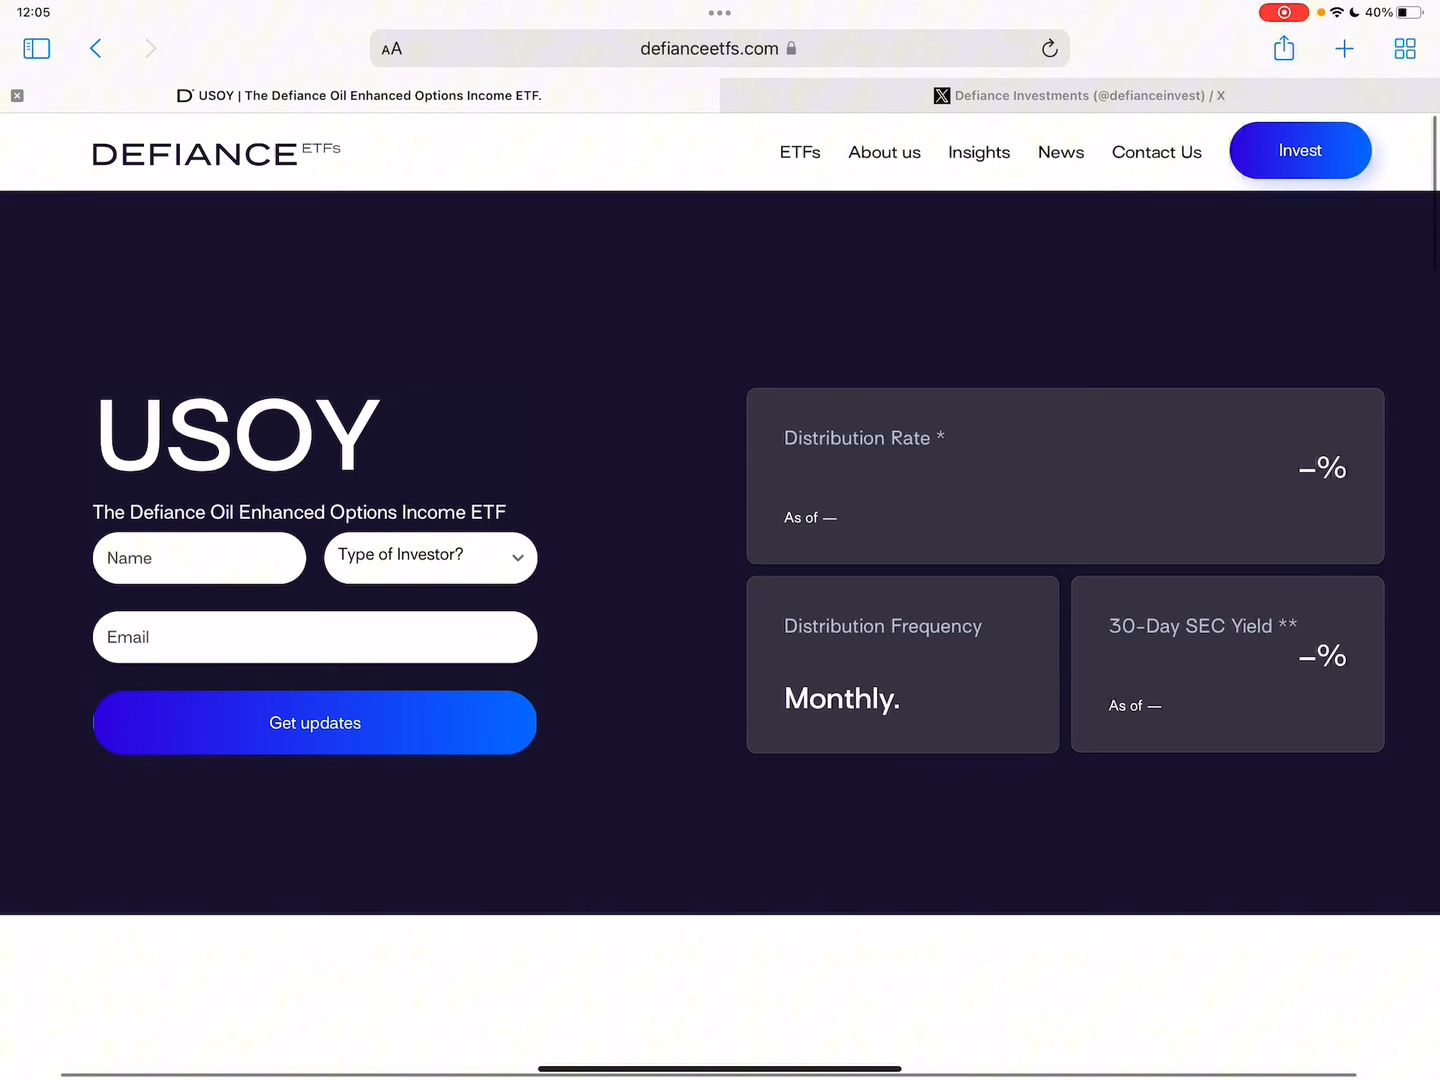 12:05
40%
AA
defianceetfs.com
D USOY | The Defiance Oil Enhanced Options Income ETF.
X Defiance Investments (@defianceinvest) / X
DEFIANCE ETFs
ETFs
About us
Insights
News
Contact Us
Invest
USOY
The Defiance Oil Enhanced Options Income ETF
Name
Type of Investor?
Email
Get updates
Distribution Rate *
–%
As of —
Distribution Frequency
Monthly.
30-Day SEC Yield **
–%
As of —